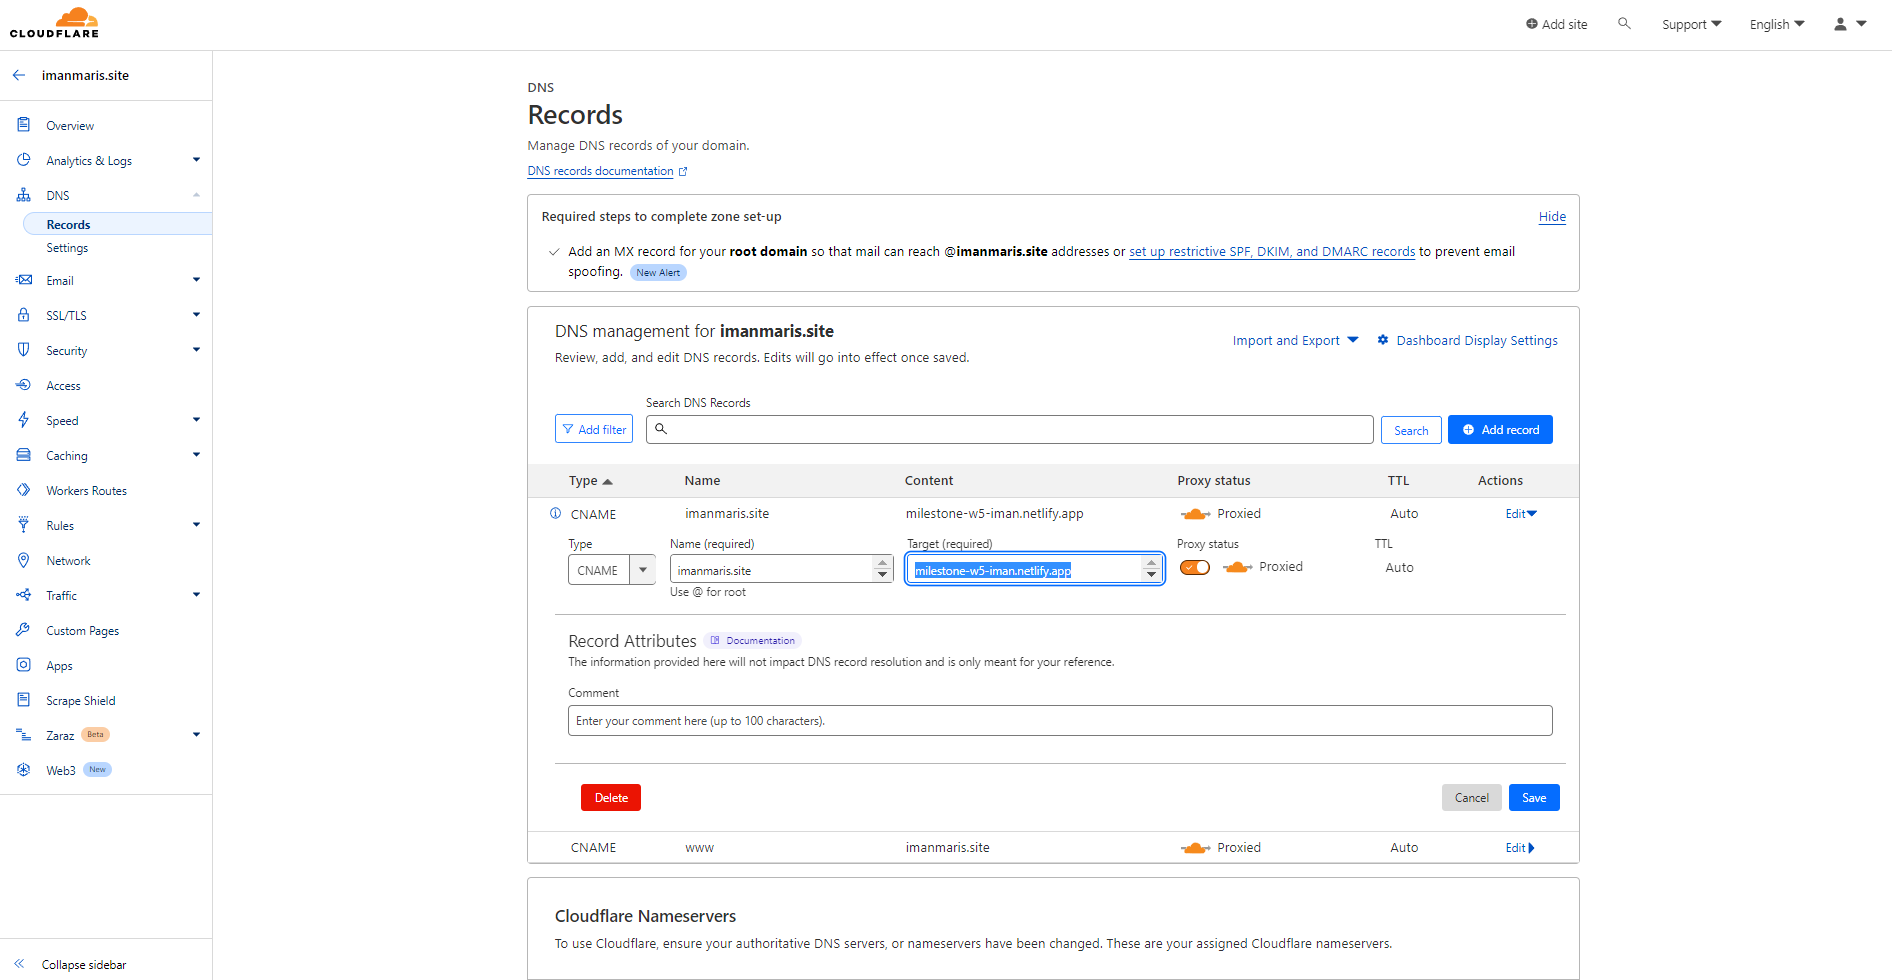 CLOUDFLARE
Add site
Support
English
imanmaris.site
Overview
Analytics & Logs
DNS
Records
Settings
Email
SSL/TLS
Security
Access
Speed
Caching
Workers Routes
Rules
Network
Traffic
Custom Pages
Apps
Scrape Shield
Zaraz Beta
Web3 New
Collapse sidebar
DNS
Records
Manage DNS records of your domain.
DNS records documentation
Required steps to complete zone set-up
Hide
Add an MX record for your root domain so that mail can reach @imanmaris.site addresses or set up restrictive SPF, DKIM, and DMARC records to prevent email
spoofing. New Alert
DNS management for imanmaris.site
Review, add, and edit DNS records. Edits will go into effect once saved.
Import and Export
Dashboard Display Settings
Search DNS Records
Add filter
Search
Add record
Type Name Content Proxy status TTL Actions
CNAME imanmaris.site milestone-w5-iman.netlify.app Proxied Auto Edit
Type Name (required) Target (required) Proxy status TTL
CNAME imanmaris.site milestone-w5-iman.netlify.app Proxied Auto
Use @ for root
Record Attributes Documentation
The information provided here will not impact DNS record resolution and is only meant for your reference.
Comment
Enter your comment here (up to 100 characters).
Delete
Cancel
Save
CNAME www imanmaris.site Proxied Auto Edit
Cloudflare Nameservers
To use Cloudflare, ensure your authoritative DNS servers, or nameservers have been changed. These are your assigned Cloudflare nameservers.